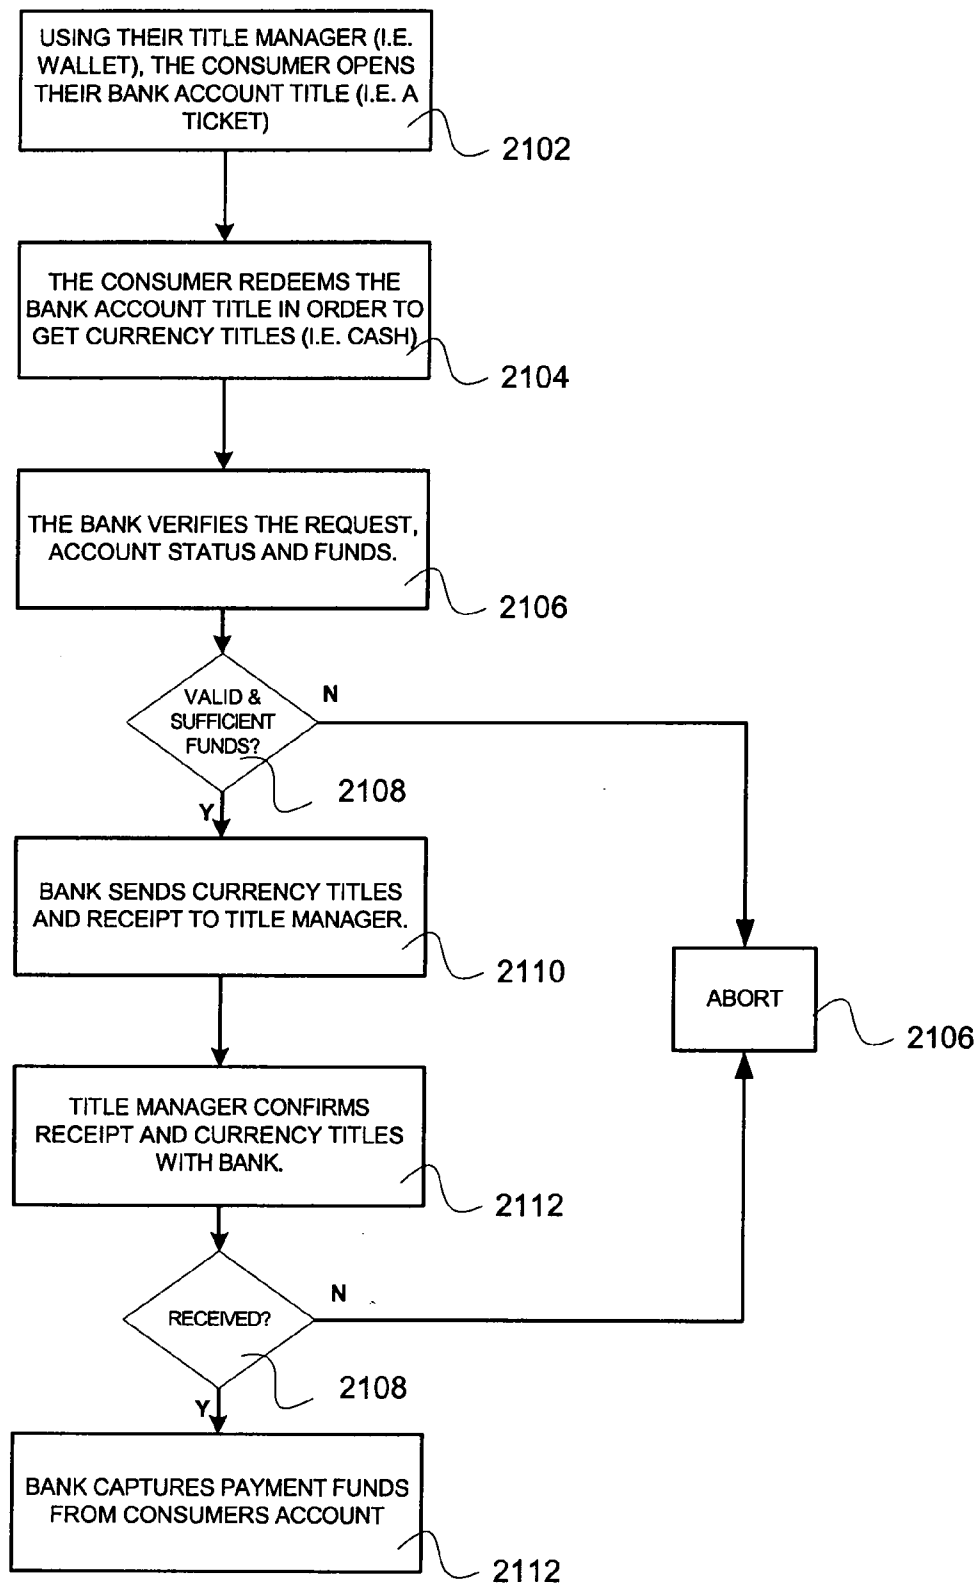 USING THEIR TITLE MANAGER (I.E.
WALLET), THE CONSUMER OPENS
THEIR BANK ACCOUNT TITLE (I.E. A
TICKET)
2102
THE CONSUMER REDEEMS THE
BANK ACCOUNT TITLE IN ORDER TO
GET CURRENCY TITLES (I.E. CASH)
2104
THE BANK VERIFIES THE REQUEST,
ACCOUNT STATUS AND FUNDS.
2106
VALID &
SUFFICIENT
FUNDS?
N
2108
Y
BANK SENDS CURRENCY TITLES
AND RECEIPT TO TITLE MANAGER.
2110
ABORT
2106
TITLE MANAGER CONFIRMS
RECEIPT AND CURRENCY TITLES
WITH BANK.
2112
RECEIVED?
N
2108
Y
BANK CAPTURES PAYMENT FUNDS
FROM CONSUMERS ACCOUNT
2112